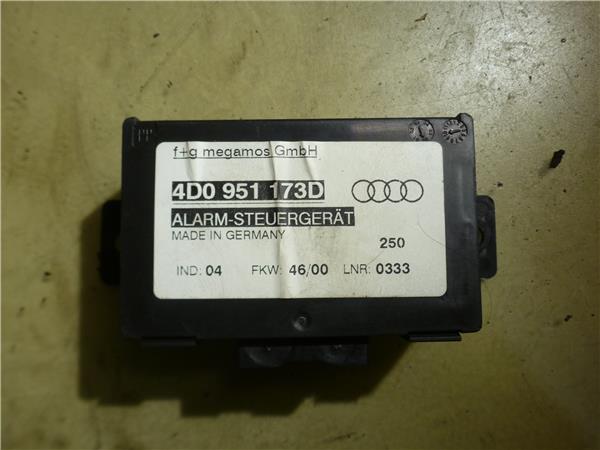 f+g megamos GmbH
4D0 951 173D
ALARM-STEUERGERÄT
MADE IN GERMANY
250
IND: 04 FKW: 46/00 LNR: 0333